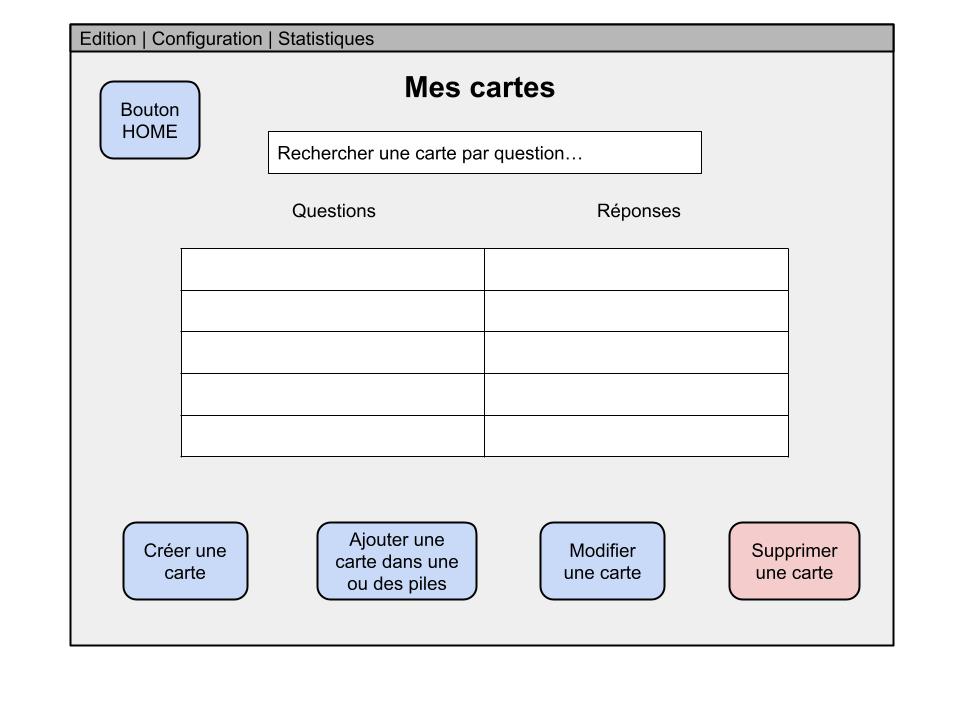 Edition | Configuration | Statistiques
Mes cartes
Bouton
HOME
Rechercher une carte par question…
Questions
Réponses
Créer une
carte
Ajouter une
carte dans une
ou des piles
Modifier
une carte
Supprimer
une carte